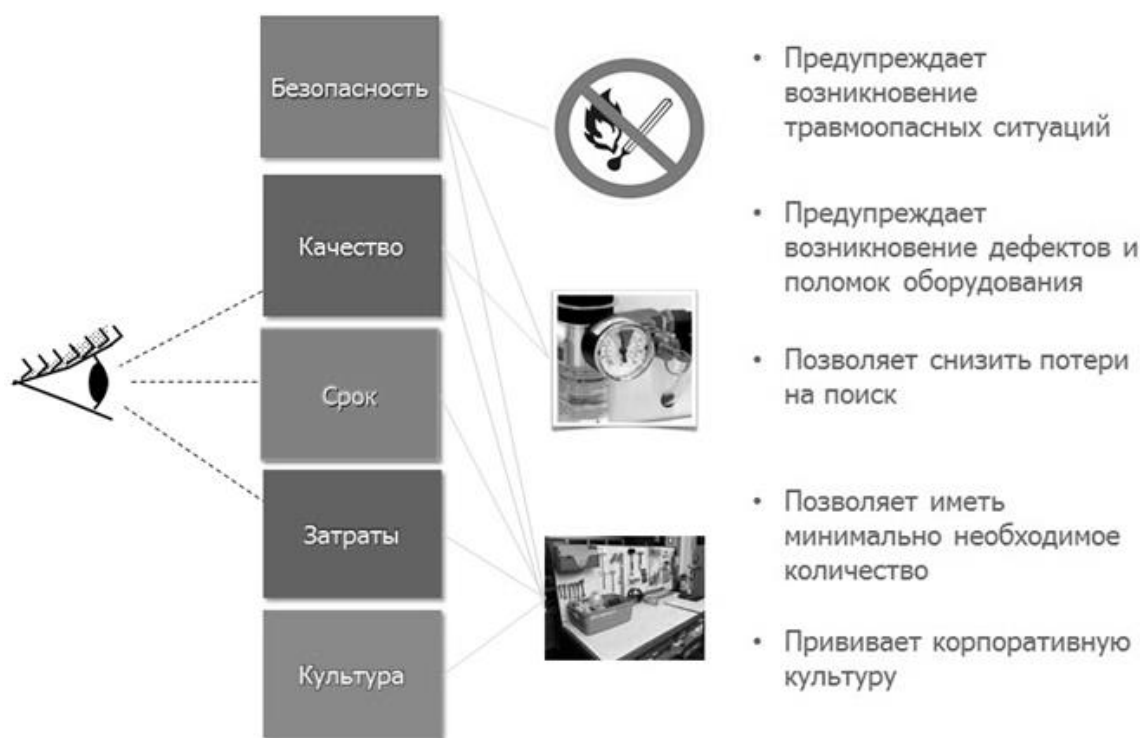 Безопасность
Качество
Срок
Затраты
Культура
• Предупреждает
возникновение
травмоопасных ситуаций
• Предупреждает
возникновение дефектов и
поломок оборудования
• Позволяет снизить потери
на поиск
• Позволяет иметь
минимально необходимое
количество
• Прививает корпоративную
культуру